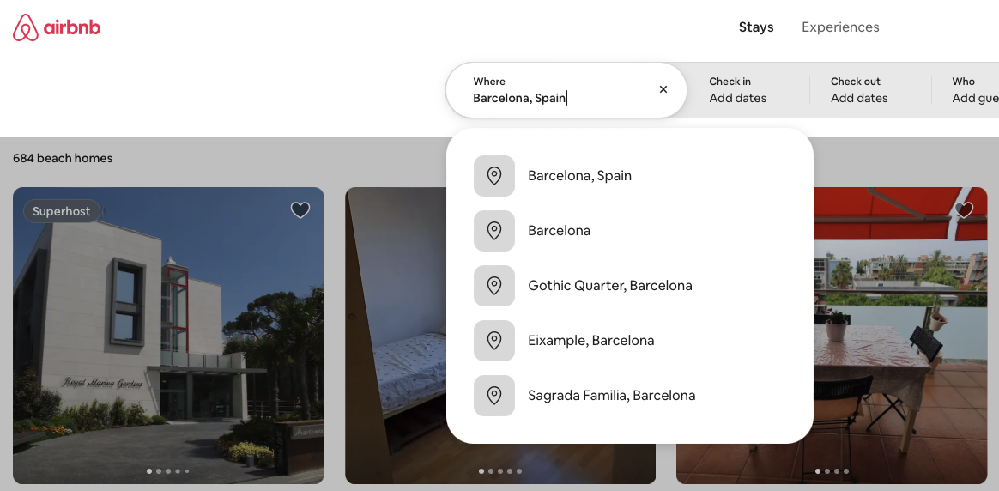 airbnb
Stays
Experiences
Where
Barcelona, Spain
Check in
Add dates
Check out
Add dates
Who
Add gue
684 beach homes
Barcelona, Spain
Barcelona
Gothic Quarter, Barcelona
Eixample, Barcelona
Sagrada Familia, Barcelona
Superhost
Royal Marina Gardens
Apartamentos